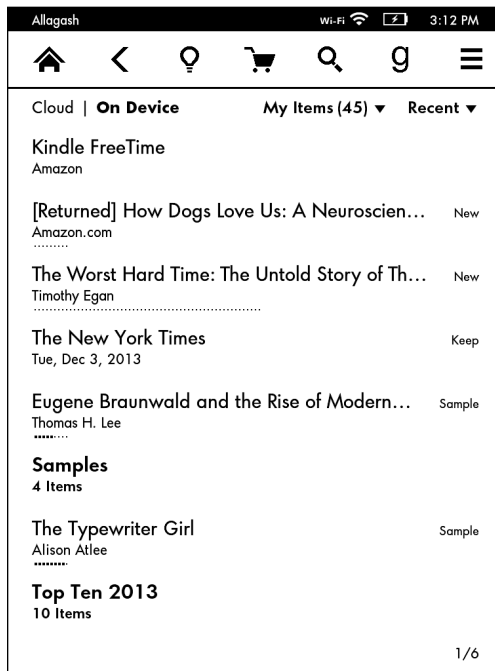 Allagash Wi-Fi 3:12 PM
g
Cloud | On Device My Items (45) ▼ Recent ▼
Kindle FreeTime
Amazon
[Returned] How Dogs Love Us: A Neuroscien... New
Amazon.com
The Worst Hard Time: The Untold Story of Th... New
Timothy Egan
The New York Times Keep
Tue, Dec 3, 2013
Eugene Braunwald and the Rise of Modern... Sample
Thomas H. Lee
Samples
4 Items
The Typewriter Girl Sample
Alison Atlee
Top Ten 2013
10 Items
1/6